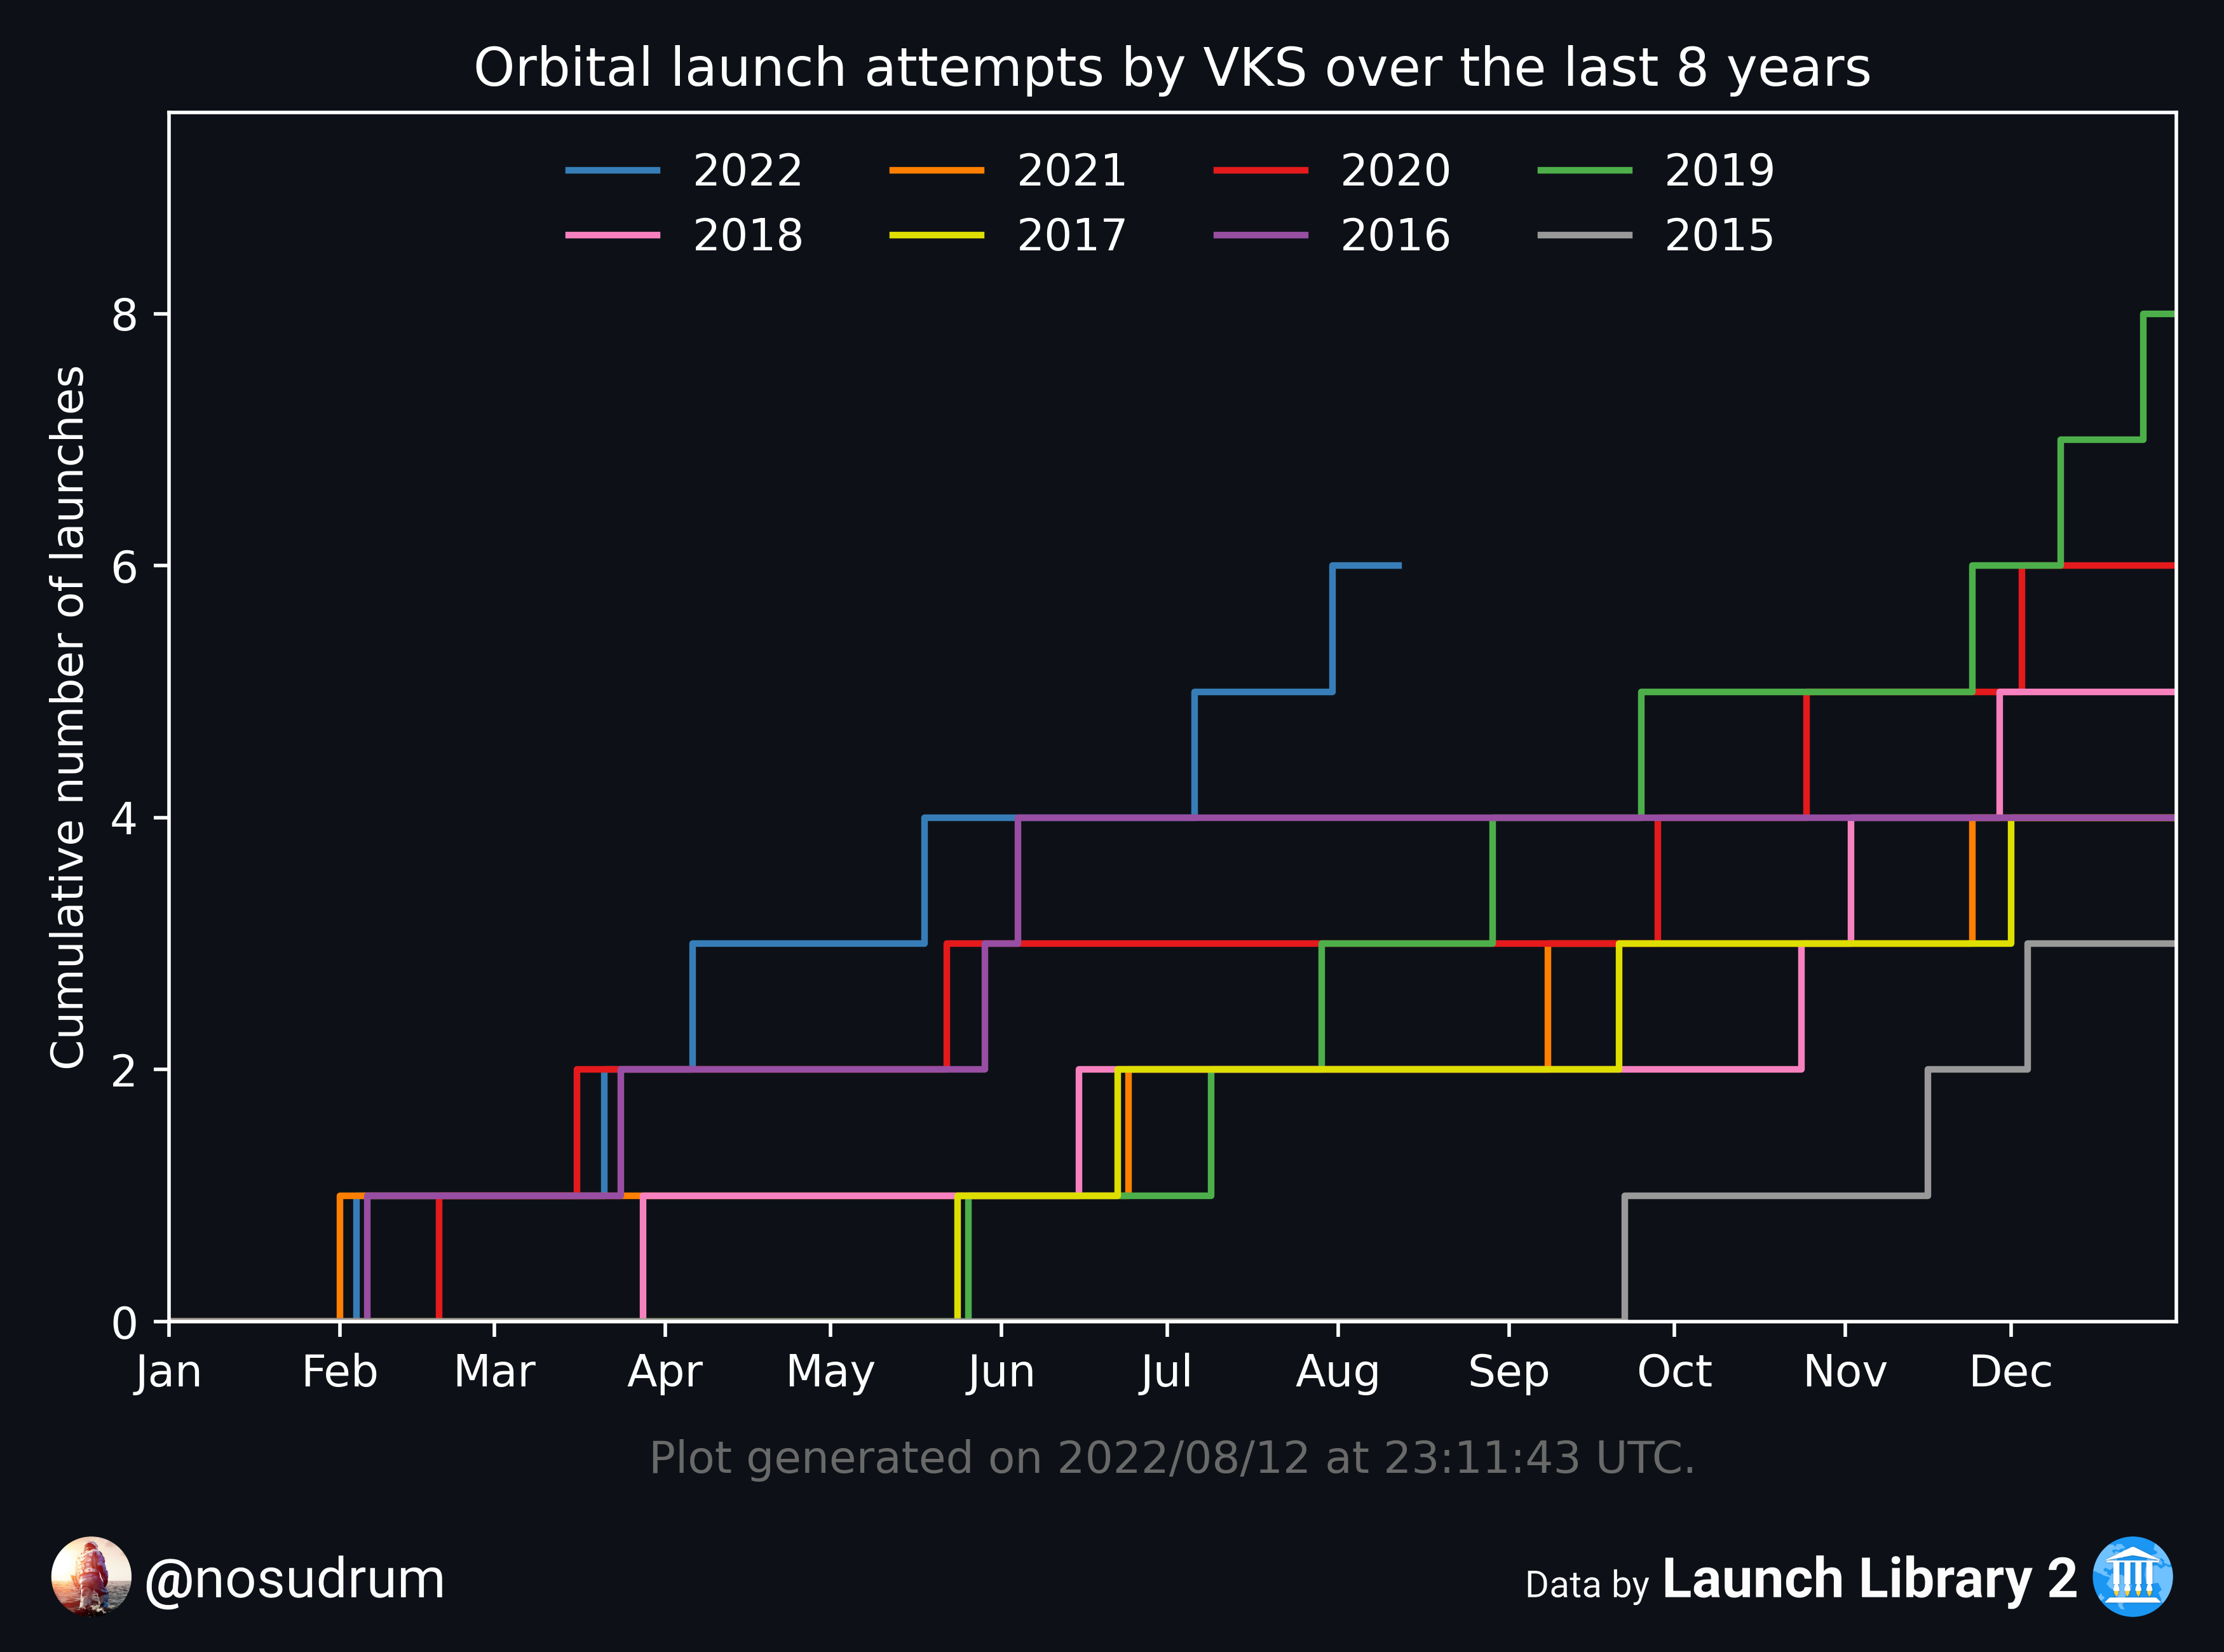 Orbital launch attempts by VKS over the last 8 years
2022 2021 2020 2019
2018 2017 2016 2015
Cumulative number of launches
8
6
4
2
0
Jan Feb Mar Apr May Jun Jul Aug Sep Oct Nov Dec
Plot generated on 2022/08/12 at 23:11:43 UTC.
@nosudrum
Data by Launch Library 2